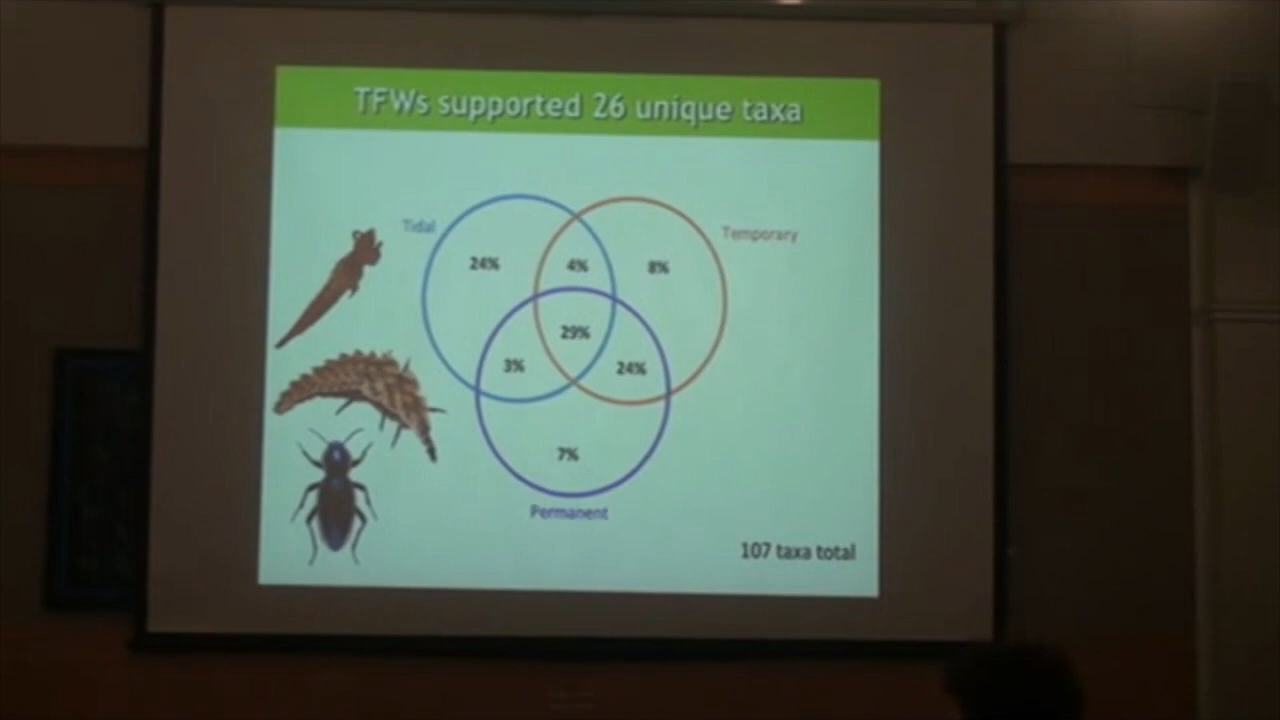 TFWs supported 26 unique taxa
Tidal
Temporary
24%
4%
8%
29%
3%
24%
7%
Permanent
107 taxa total